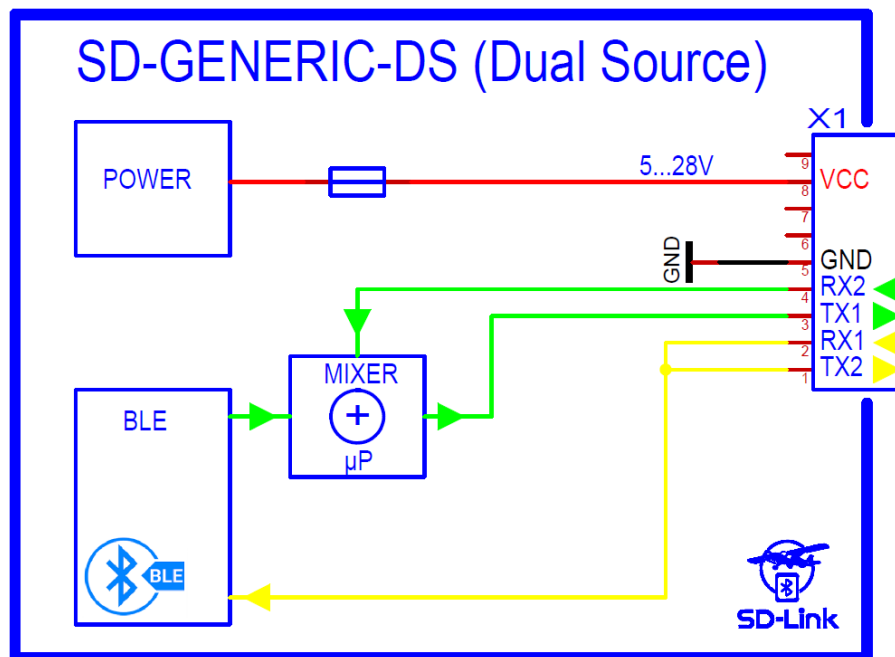 SD-GENERIC-DS (Dual Source)
X1
POWER
5...28V
9
VCC
8
7
6
GND
GND
5
RX2
4
TX1
3
RX1
2
TX2
1
MIXER
+
µP
BLE
BLE
SD-Link